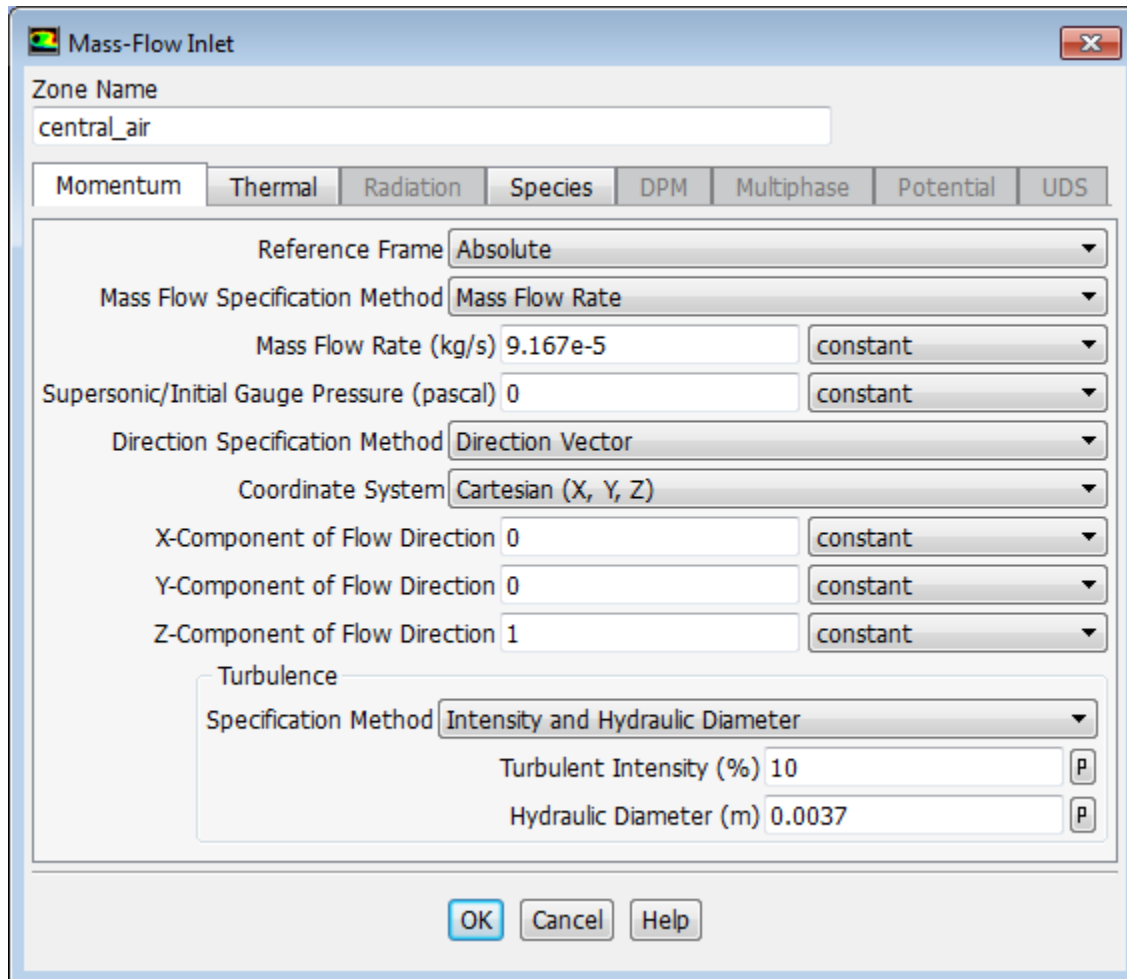 Mass-Flow Inlet
Zone Name
central_air
Momentum Thermal Radiation Species DPM Multiphase Potential UDS
Reference Frame Absolute
Mass Flow Specification Method Mass Flow Rate
Mass Flow Rate (kg/s) 9.167e-5 constant
Supersonic/Initial Gauge Pressure (pascal) 0 constant
Direction Specification Method Direction Vector
Coordinate System Cartesian (X, Y, Z)
X-Component of Flow Direction 0 constant
Y-Component of Flow Direction 0 constant
Z-Component of Flow Direction 1 constant
Turbulence
Specification Method Intensity and Hydraulic Diameter
Turbulent Intensity (%) 10 P
Hydraulic Diameter (m) 0.0037 P
OK Cancel Help